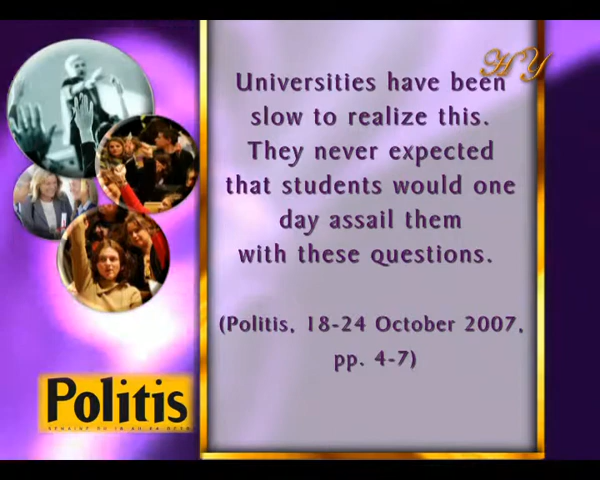 HY
Universities have been
slow to realize this.
They never expected
that students would one
day assail them
with these questions.
(Politis, 18-24 October 2007,
pp. 4-7)
Politis